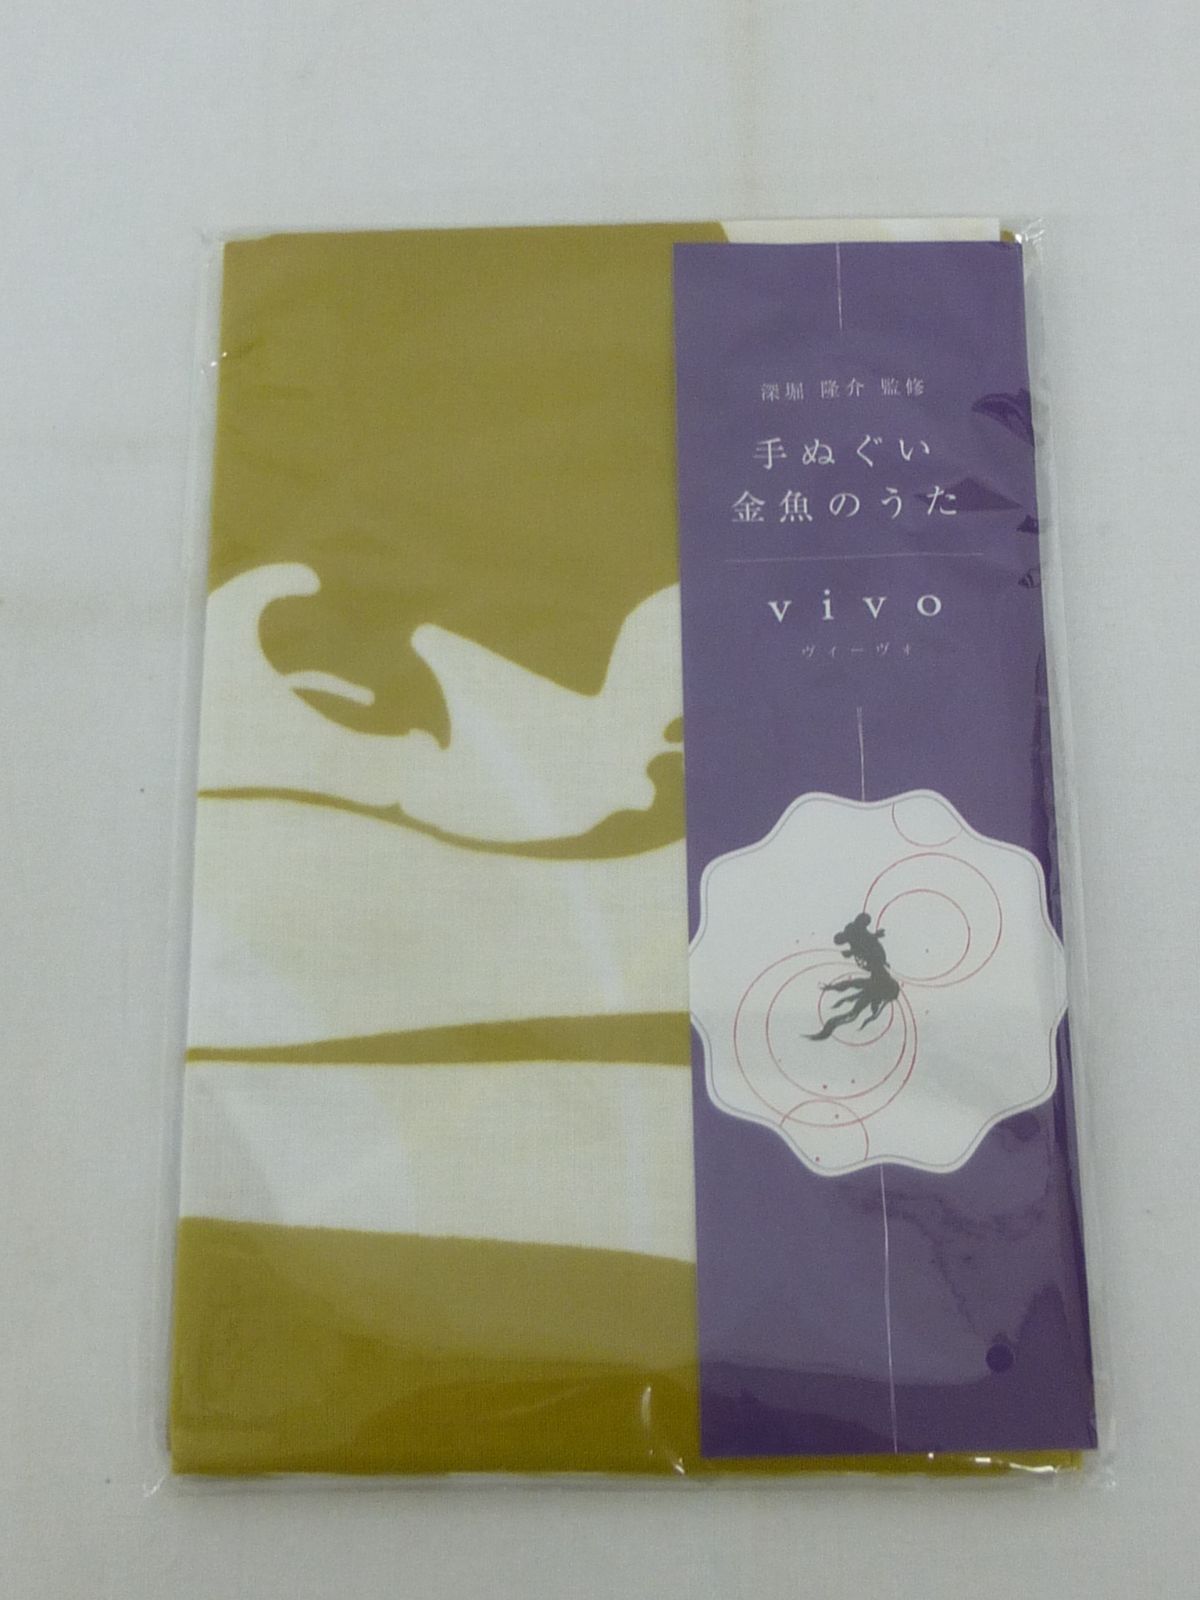 深堀 隆介 監修
手ぬぐい
金魚のうた
vivo
ヴィーヴォ